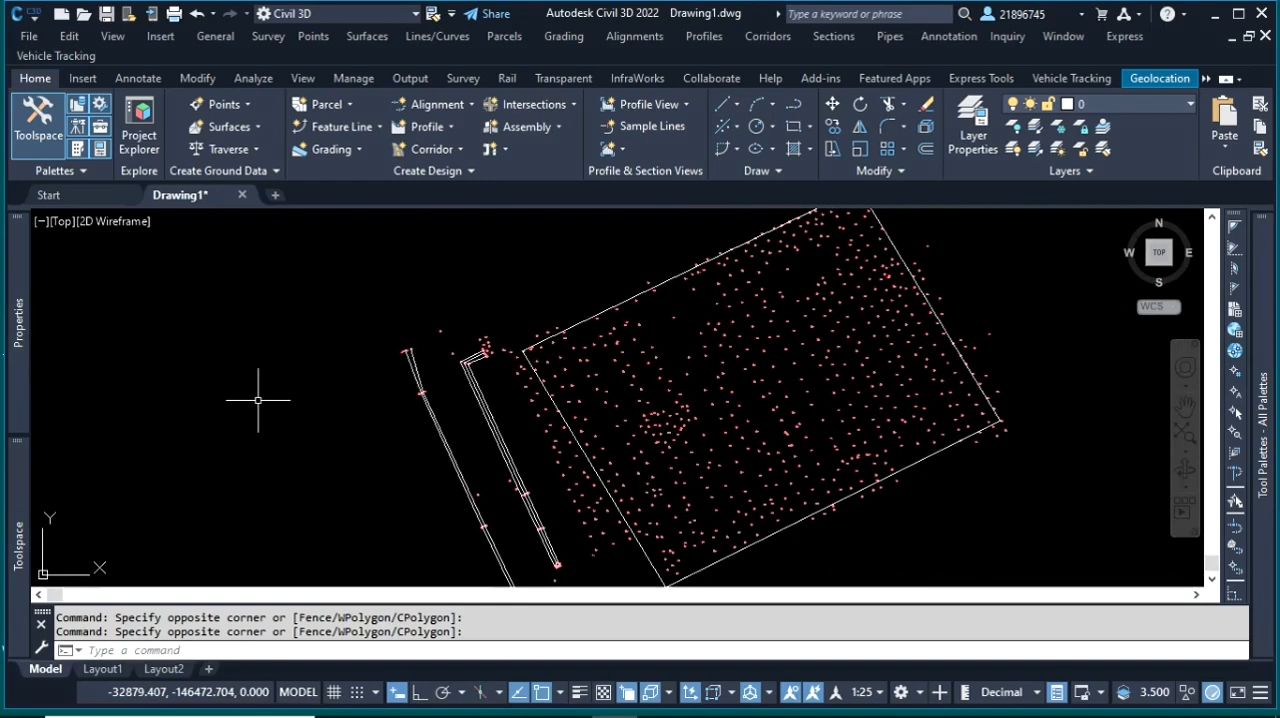 C3D Civil 3D Share Autodesk Civil 3D 2022 Drawing1.dwg Type a keyword or phrase 21896745
File Edit View Insert General Survey Points Surfaces Lines/Curves Parcels Grading Alignments Profiles Corridors Sections Pipes Annotation Inquiry Window Express
Vehicle Tracking
Home Insert Annotate Modify Analyze View Manage Output Survey Rail Transparent InfraWorks Collaborate Help Add-ins Featured Apps Express Tools Vehicle Tracking Geolocation
Points Parcel Alignment Intersections Profile View 0
Toolspace Project Explorer Surfaces Feature Line Profile Assembly Sample Lines Layer Properties Paste
Traverse Grading Corridor
Palettes Explore Create Ground Data Create Design Profile & Section Views Draw Modify Layers Clipboard
Start Drawing1*
[−][Top][2D Wireframe]
N
W TOP E
S
WCS
Properties
Toolspace
Tool Palettes - All Palettes
Y
X
Command: Specify opposite corner or [Fence/WPolygon/CPolygon]:
Command: Specify opposite corner or [Fence/WPolygon/CPolygon]:
Type a command
Model Layout1 Layout2 +
-32879.407, -146472.704, 0.000 MODEL 1:25 Decimal 3.500